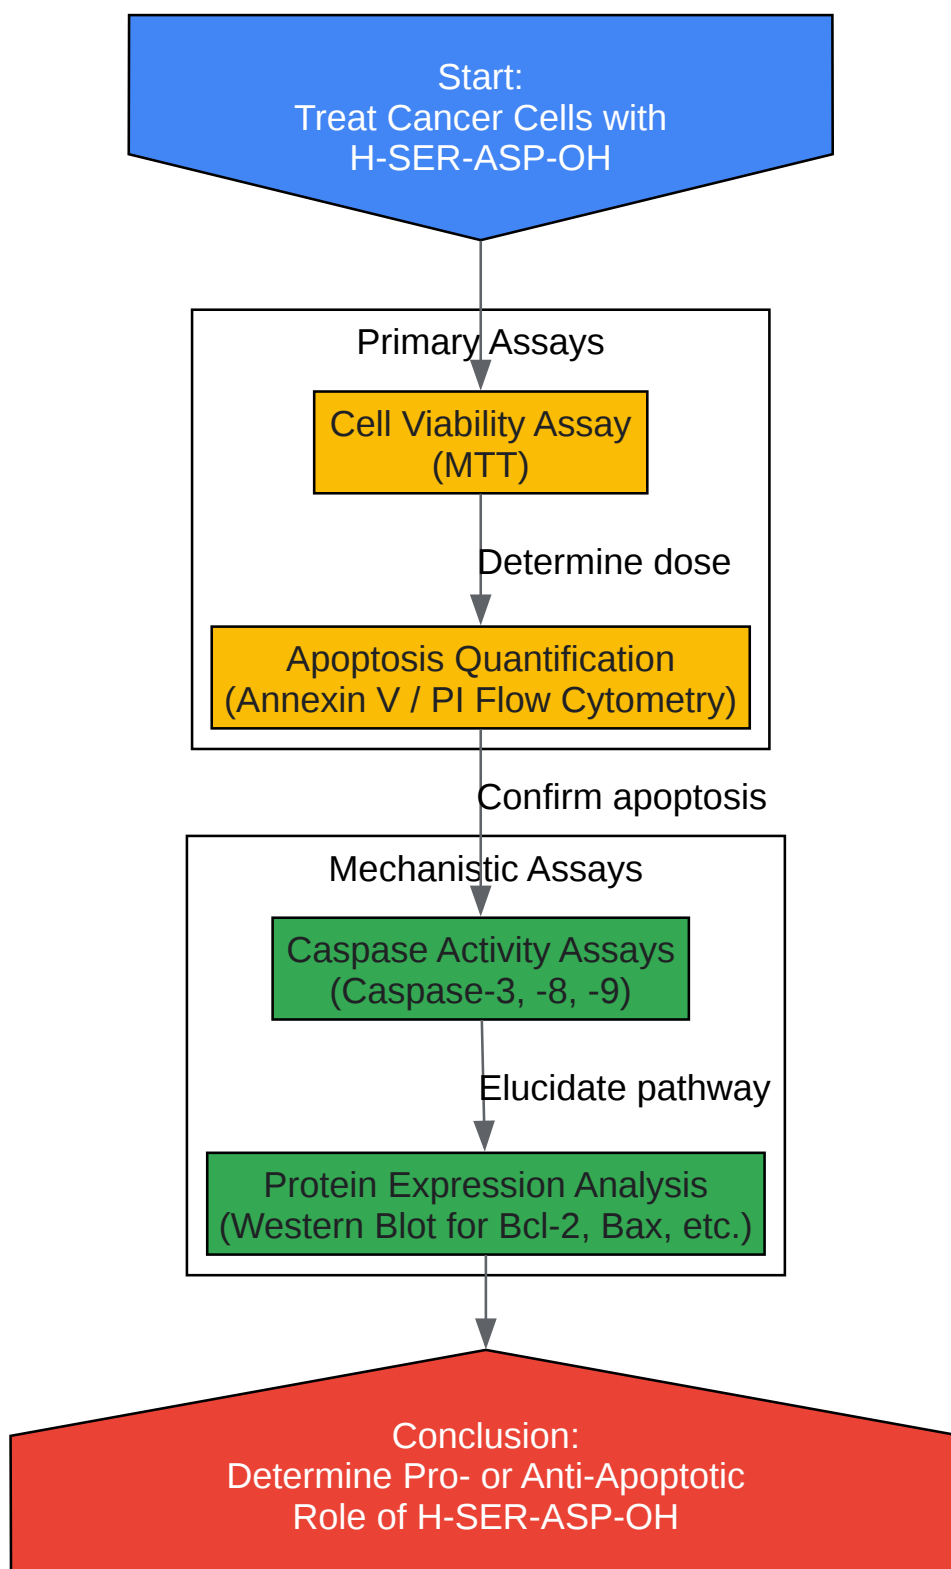 Start:
Treat Cancer Cells with
H-SER-ASP-OH
Primary Assays
Cell Viability Assay
(MTT)
Determine dose
Apoptosis Quantification
(Annexin V / PI Flow Cytometry)
Confirm apoptosis
Mechanistic Assays
Caspase Activity Assays
(Caspase-3, -8, -9)
Elucidate pathway
Protein Expression Analysis
(Western Blot for Bcl-2, Bax, etc.)
Conclusion:
Determine Pro- or Anti-Apoptotic
Role of H-SER-ASP-OH